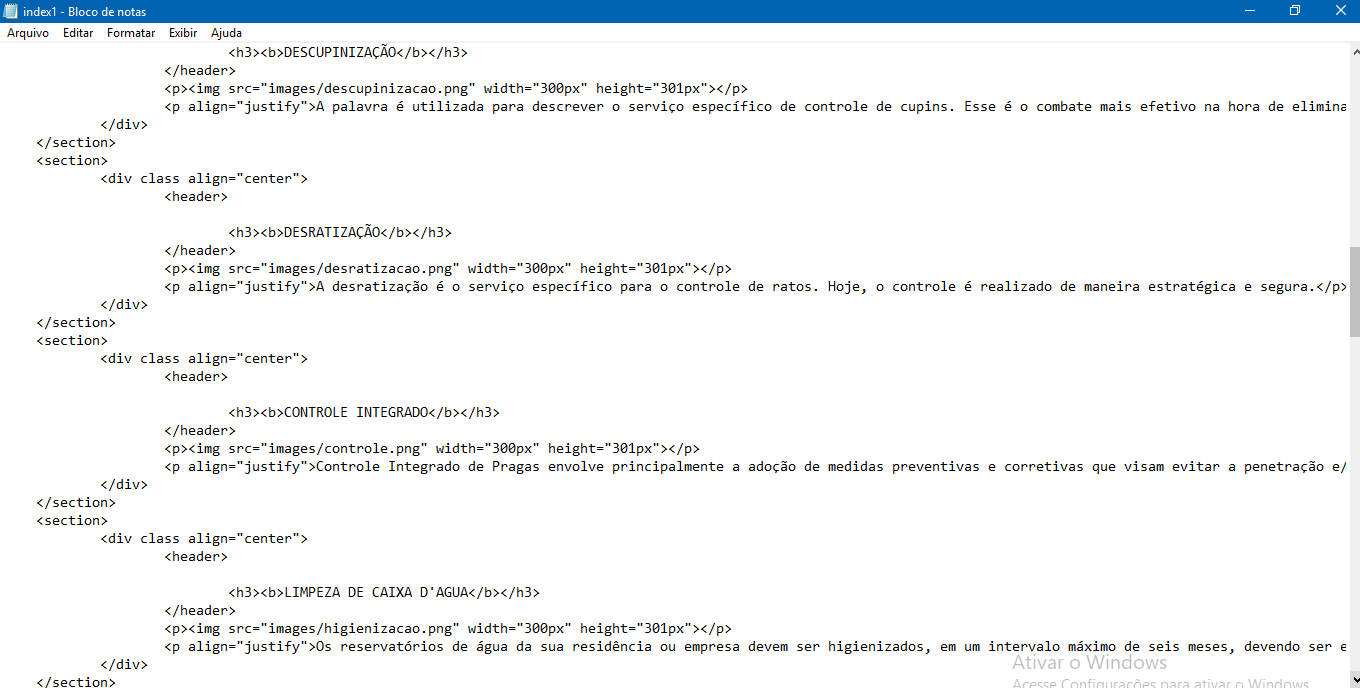 index1 - Bloco de notas
Arquivo Editar Formatar Exibir Ajuda
<h3><b>DESCUPINIZAÇÃO</b></h3>
</header>
<p><img src="images/descupinizacao.png" width="300px" height="301px"></p>
<p align="justify">A palavra é utilizada para descrever o serviço específico de controle de cupins. Esse é o combate mais efetivo na hora de elimina
</div>
</section>
<section>
<div class align="center">
<header>
<h3><b>DESRATIZAÇÃO</b></h3>
</header>
<p><img src="images/desratizacao.png" width="300px" height="301px"></p>
<p align="justify">A desratização é o serviço específico para o controle de ratos. Hoje, o controle é realizado de maneira estratégica e segura.</p>
</div>
</section>
<section>
<div class align="center">
<header>
<h3><b>CONTROLE INTEGRADO</b></h3>
</header>
<p><img src="images/controle.png" width="300px" height="301px"></p>
<p align="justify">Controle Integrado de Pragas envolve principalmente a adoção de medidas preventivas e corretivas que visam evitar a penetração e/
</div>
</section>
<section>
<div class align="center">
<header>
<h3><b>LIMPEZA DE CAIXA D'AGUA</b></h3>
</header>
<p><img src="images/higienizacao.png" width="300px" height="301px"></p>
<p align="justify">Os reservatórios de água da sua residência ou empresa devem ser higienizados, em um intervalo máximo de seis meses, devendo ser e
</div>
Ativar o Windows
</section>
Acesse Configurações para ativar o Windows